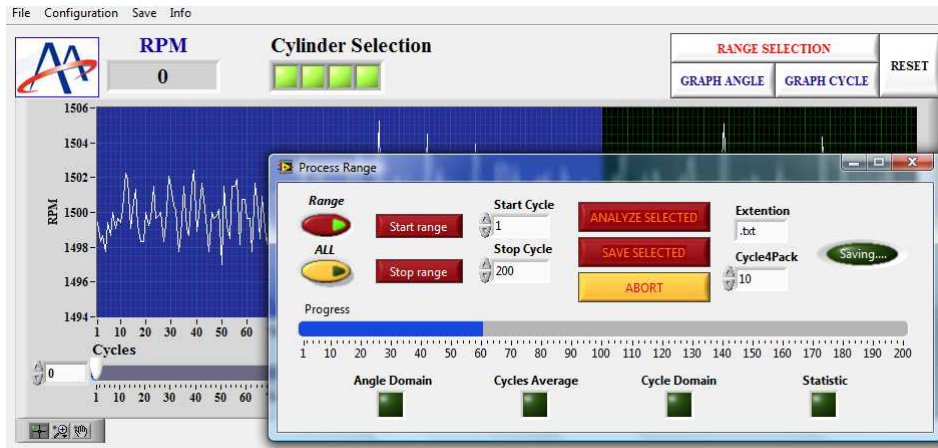 File Configuration Save Info
RPM
0
Cylinder Selection
RANGE SELECTION
GRAPH ANGLE GRAPH CYCLE
RESET
1506
1504
1502
1500
1498
1496
1494
RPM
1 10 20 30 40 50 60
Cycles
0
1 10 20 30 40 50 60
Process Range
Range
Start range
Start Cycle
1
ALL
Stop range
Stop Cycle
200
ANALYZE SELECTED
SAVE SELECTED
ABORT
Extention
.txt
Cycle4Pack
10
Saving....
Progress
1 10 20 30 40 50 60 70 80 90 100 110 120 130 140 150 160 170 180 190 200
Angle Domain Cycles Average Cycle Domain Statistic